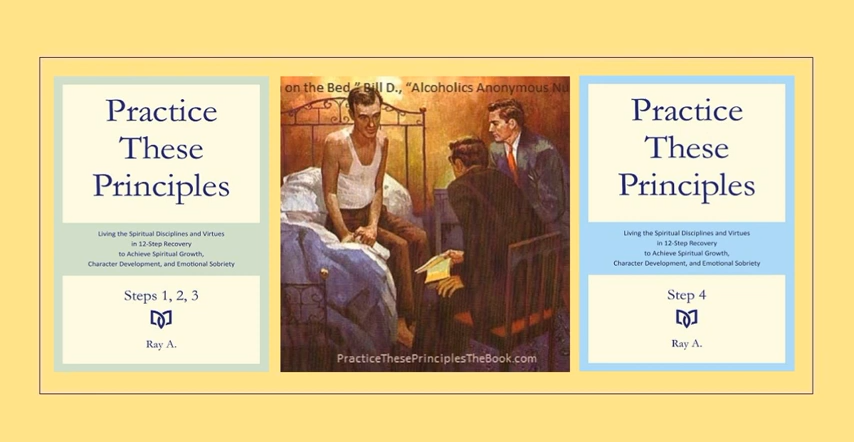 Practice
These
Principles
Living the Spiritual Disciplines and Virtues
in 12-Step Recovery
to Achieve Spiritual Growth,
Character Development, and Emotional Sobriety
Steps 1, 2, 3
Ray A.
on the Bed," Bill D., "Alcoholics Anonymous Nu
PracticeThesePrinciplesTheBook.com
Practice
These
Principles
Living the Spiritual Disciplines and Virtues
in 12-Step Recovery
to Achieve Spiritual Growth,
Character Development, and Emotional Sobriety
Step 4
Ray A.